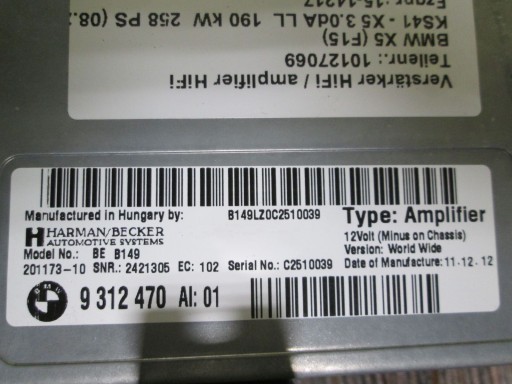 Verstärker HiFi / amplifier HiFi
Teilenr.: 10127069
BMW X5 (F15)
KS41 - X5 3.04A LL 190 kW 258 PS (08.
Manufactured in Hungary by:
B149LZ0C2510039
Type: Amplifier
HARMAN/BECKER
AUTOMOTIVE SYSTEMS
12Volt (Minus on Chassis)
Version: World Wide
Model No.: BE B149
201173-10 SNR.: 2421305 EC: 102 Serial No.: C2510039 Date of Manufacture: 11.12.12
BMW 9 312 470 AI: 01